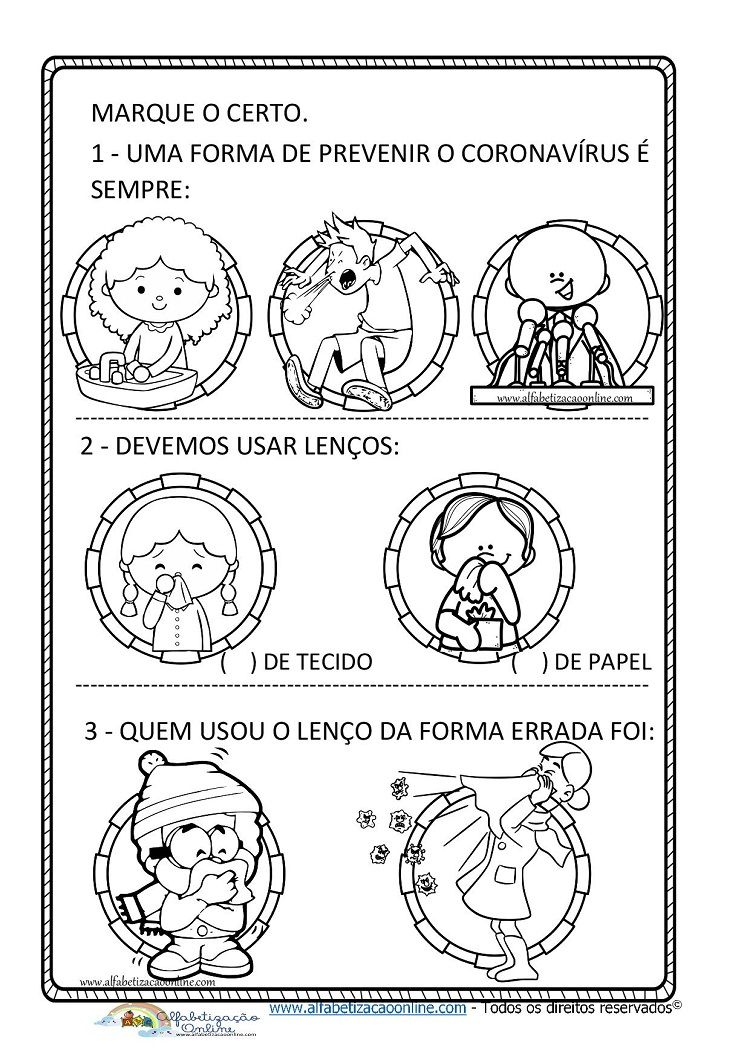 MARQUE O CERTO.
1 - UMA FORMA DE PREVENIR O CORONAVÍRUS É
SEMPRE:
www.alfabetizacaoonline.com
2 - DEVEMOS USAR LENÇOS:
(   ) DE TECIDO
(   ) DE PAPEL
3 - QUEM USOU O LENÇO DA FORMA ERRADA FOI:
www.alfabetizacaoonline.com
Alfabetização
Online
www.alfabetizacaoonline.com
www.alfabetizacaoonline.com - Todos os direitos reservados©